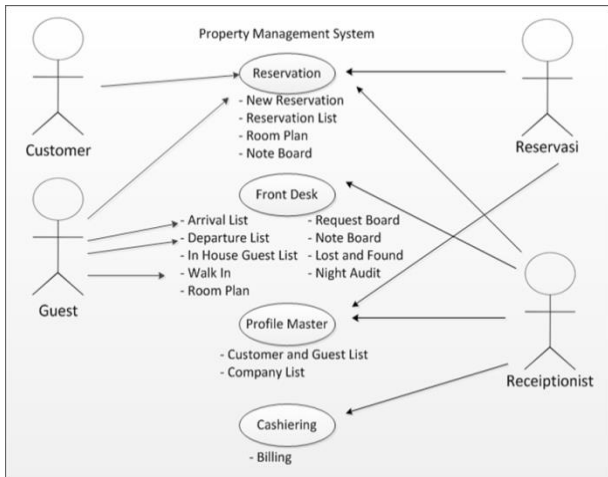 Property Management System
Reservation
- New Reservation
- Reservation List
- Room Plan
- Note Board
Customer
Reservasi
Front Desk
- Arrival List
- Departure List
- In House Guest List
- Walk In
- Room Plan
- Request Board
- Note Board
- Lost and Found
- Night Audit
Guest
Profile Master
- Customer and Guest List
- Company List
Receiptionist
Cashiering
- Billing